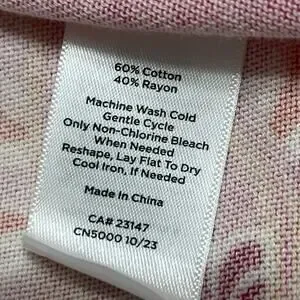 60% Cotton
40% Rayon
Machine Wash Cold
Gentle Cycle
Only Non-Chlorine Bleach
When Needed
Reshape, Lay Flat To Dry
Cool Iron, If Needed
Made in China
CA# 23147
CN5000 10/23